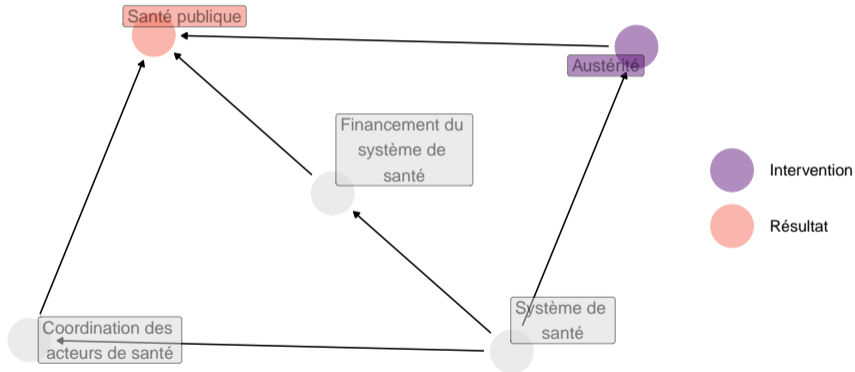 Santé publique
Austérité
Financement du
système de
santé
Intervention
Résultat
Système de
santé
Coordination des
acteurs de santé